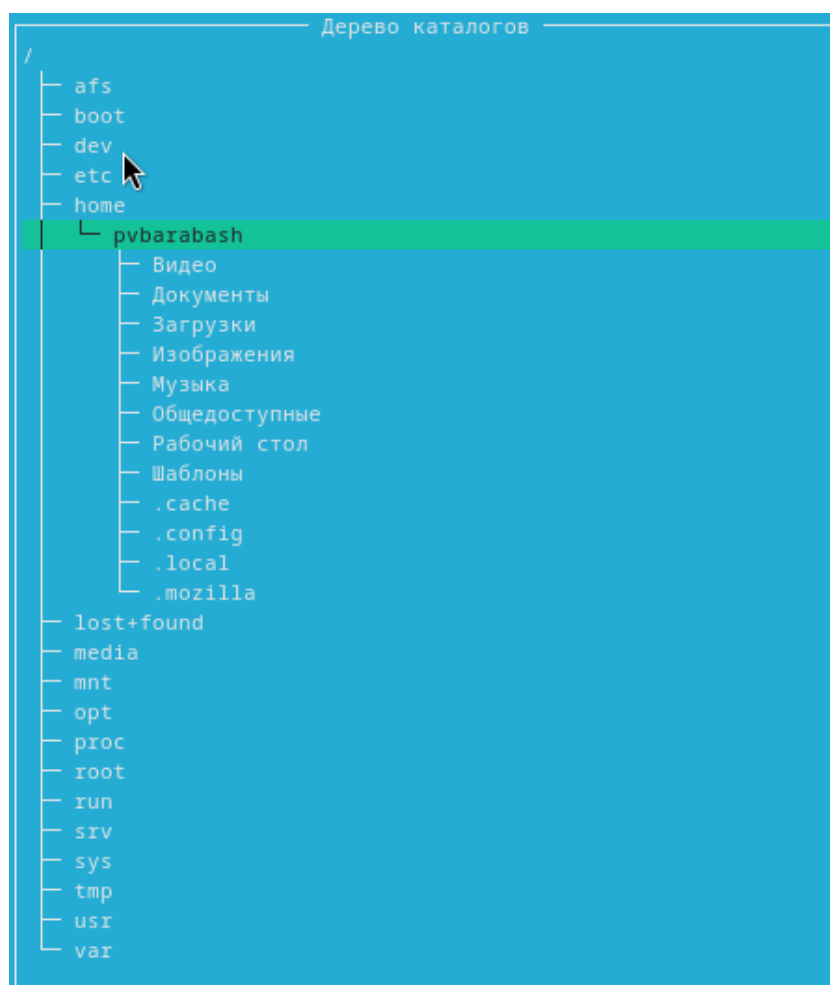 Дерево каталогов
/
afs
boot
dev
etc
home
pvbarabash
Видео
Документы
Загрузки
Изображения
Музыка
Общедоступные
Рабочий стол
Шаблоны
.cache
.config
.local
.mozilla
lost+found
media
mnt
opt
proc
root
run
srv
sys
tmp
usr
var